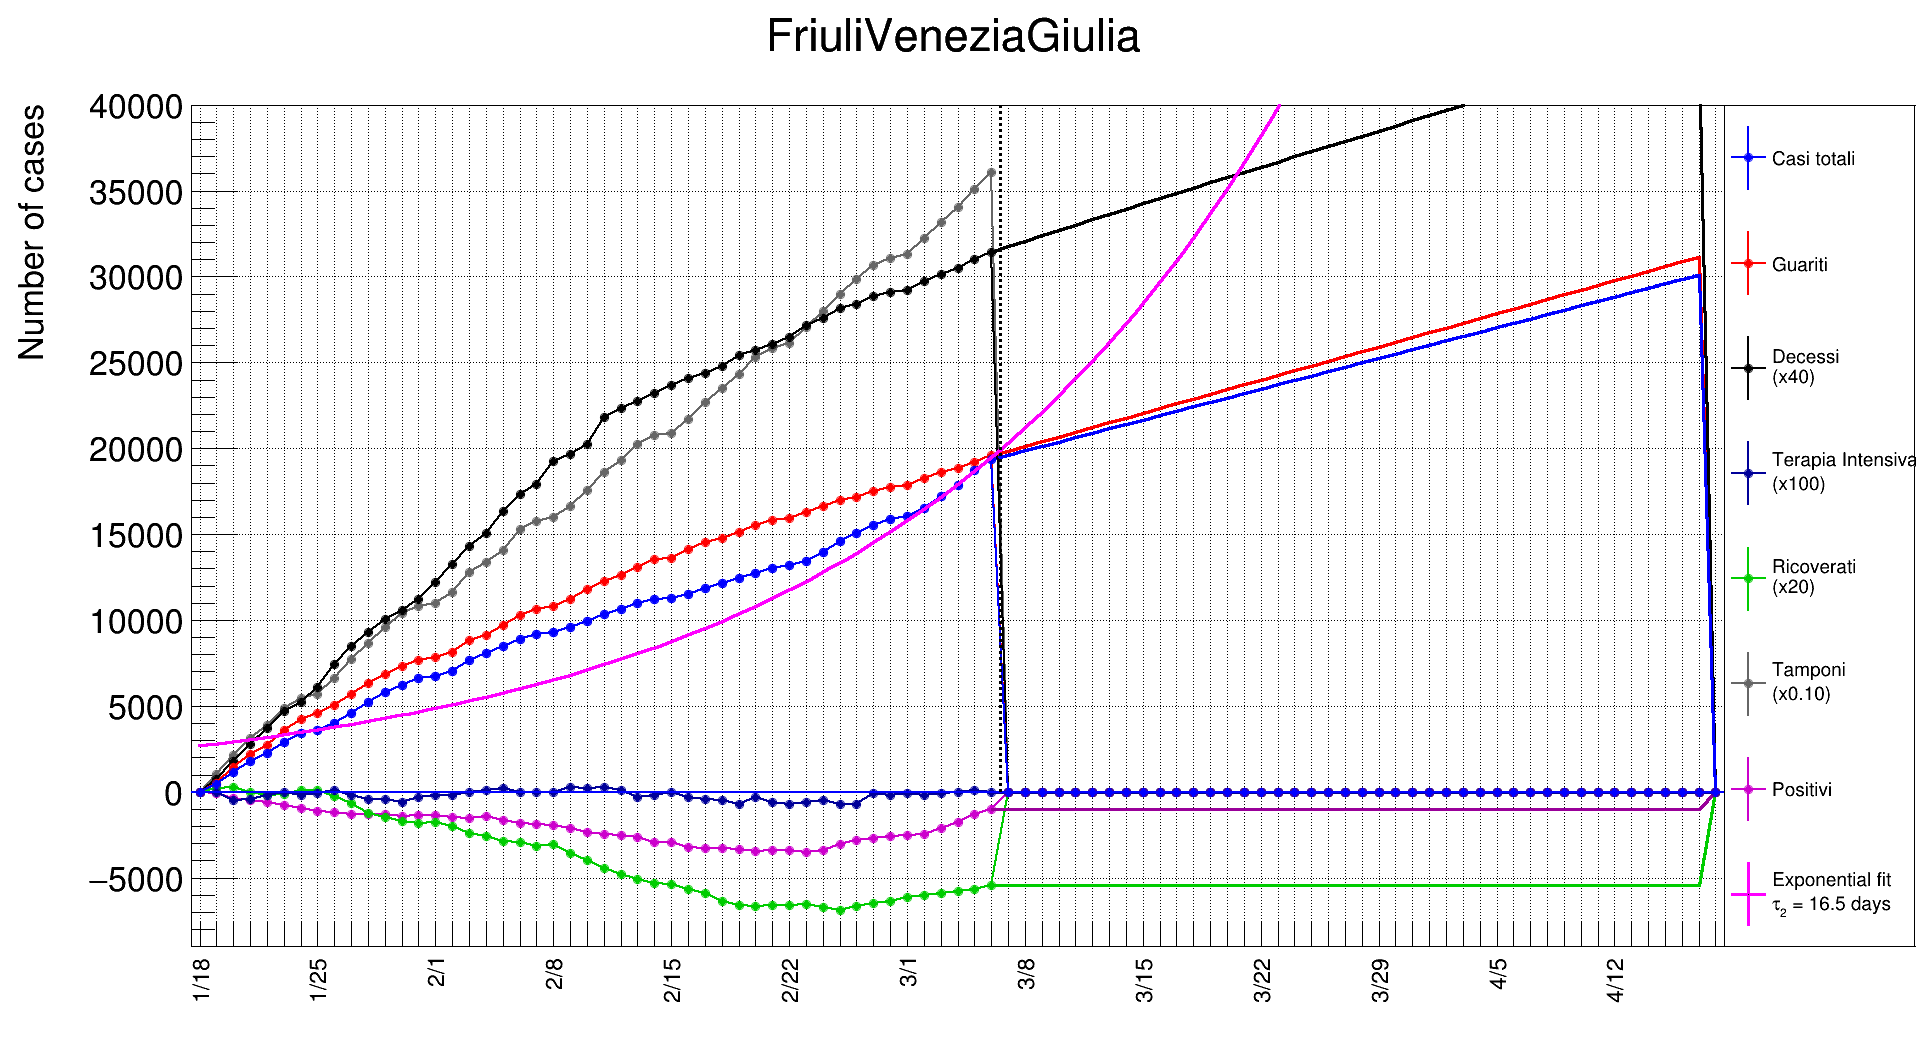 FriuliVeneziaGiulia
Number of cases
40000
35000
30000
25000
20000
15000
10000
5000
0
−5000
1/18
1/25
2/1
2/8
2/15
2/22
3/1
3/8
3/15
3/22
3/29
4/5
4/12
Casi totali
Guariti
Decessi
(x40)
Terapia Intensiva
(x100)
Ricoverati
(x20)
Tamponi
(x0.10)
Positivi
Exponential fit
τ2 = 16.5 days